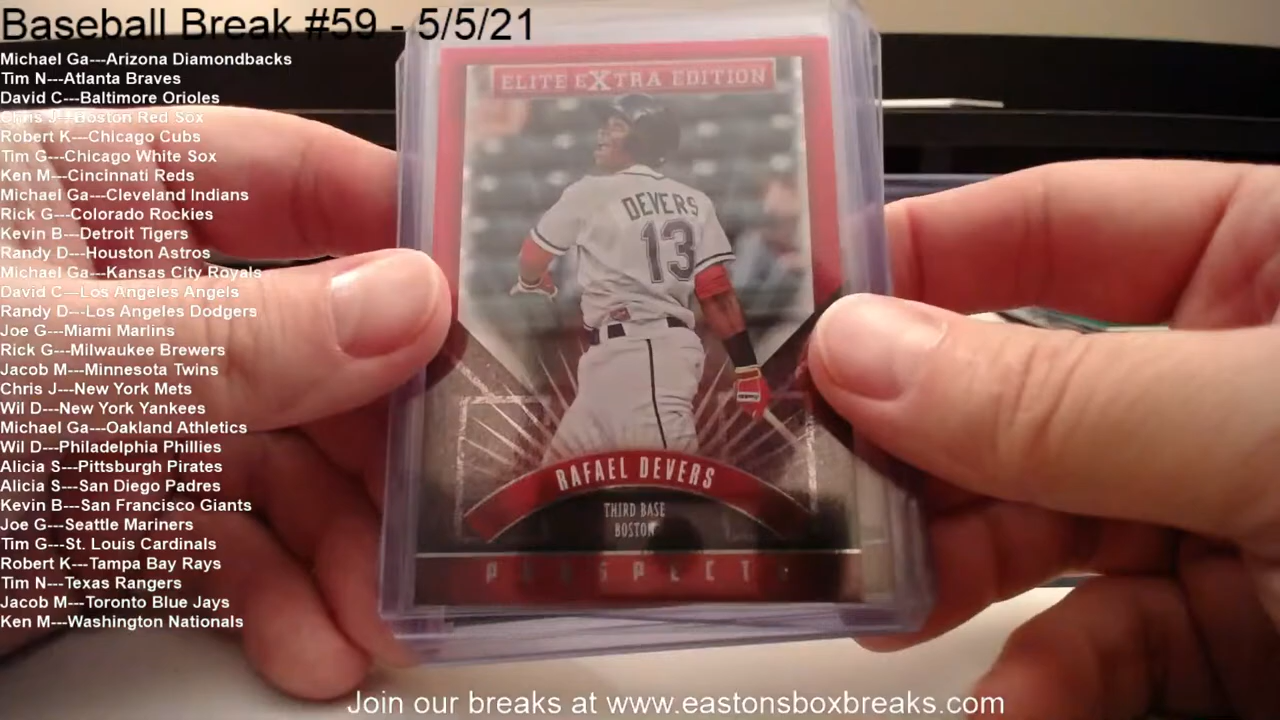 Baseball Break #59 - 5/5/21
Michael Ga---Arizona Diamondbacks
Tim N---Atlanta Braves
David C---Baltimore Orioles
Chris J---Boston Red Sox
Robert K---Chicago Cubs
Tim G---Chicago White Sox
Ken M---Cincinnati Reds
Michael Ga---Cleveland Indians
Rick G---Colorado Rockies
Kevin B---Detroit Tigers
Randy D---Houston Astros
Michael Ga---Kansas City Royals
David C---Los Angeles Angels
Randy D---Los Angeles Dodgers
Joe G---Miami Marlins
Rick G---Milwaukee Brewers
Jacob M---Minnesota Twins
Chris J---New York Mets
Wil D---New York Yankees
Michael Ga---Oakland Athletics
Wil D---Philadelphia Phillies
Alicia S---Pittsburgh Pirates
Alicia S---San Diego Padres
Kevin B---San Francisco Giants
Joe G---Seattle Mariners
Tim G---St. Louis Cardinals
Robert K---Tampa Bay Rays
Tim N---Texas Rangers
Jacob M---Toronto Blue Jays
Ken M---Washington Nationals
ELITE EXTRA EDITION
DEVERS
13
RAFAEL DEVERS
THIRD BASE
BOSTON
PROSPECTS
Join our breaks at www.eastonsboxbreaks.com